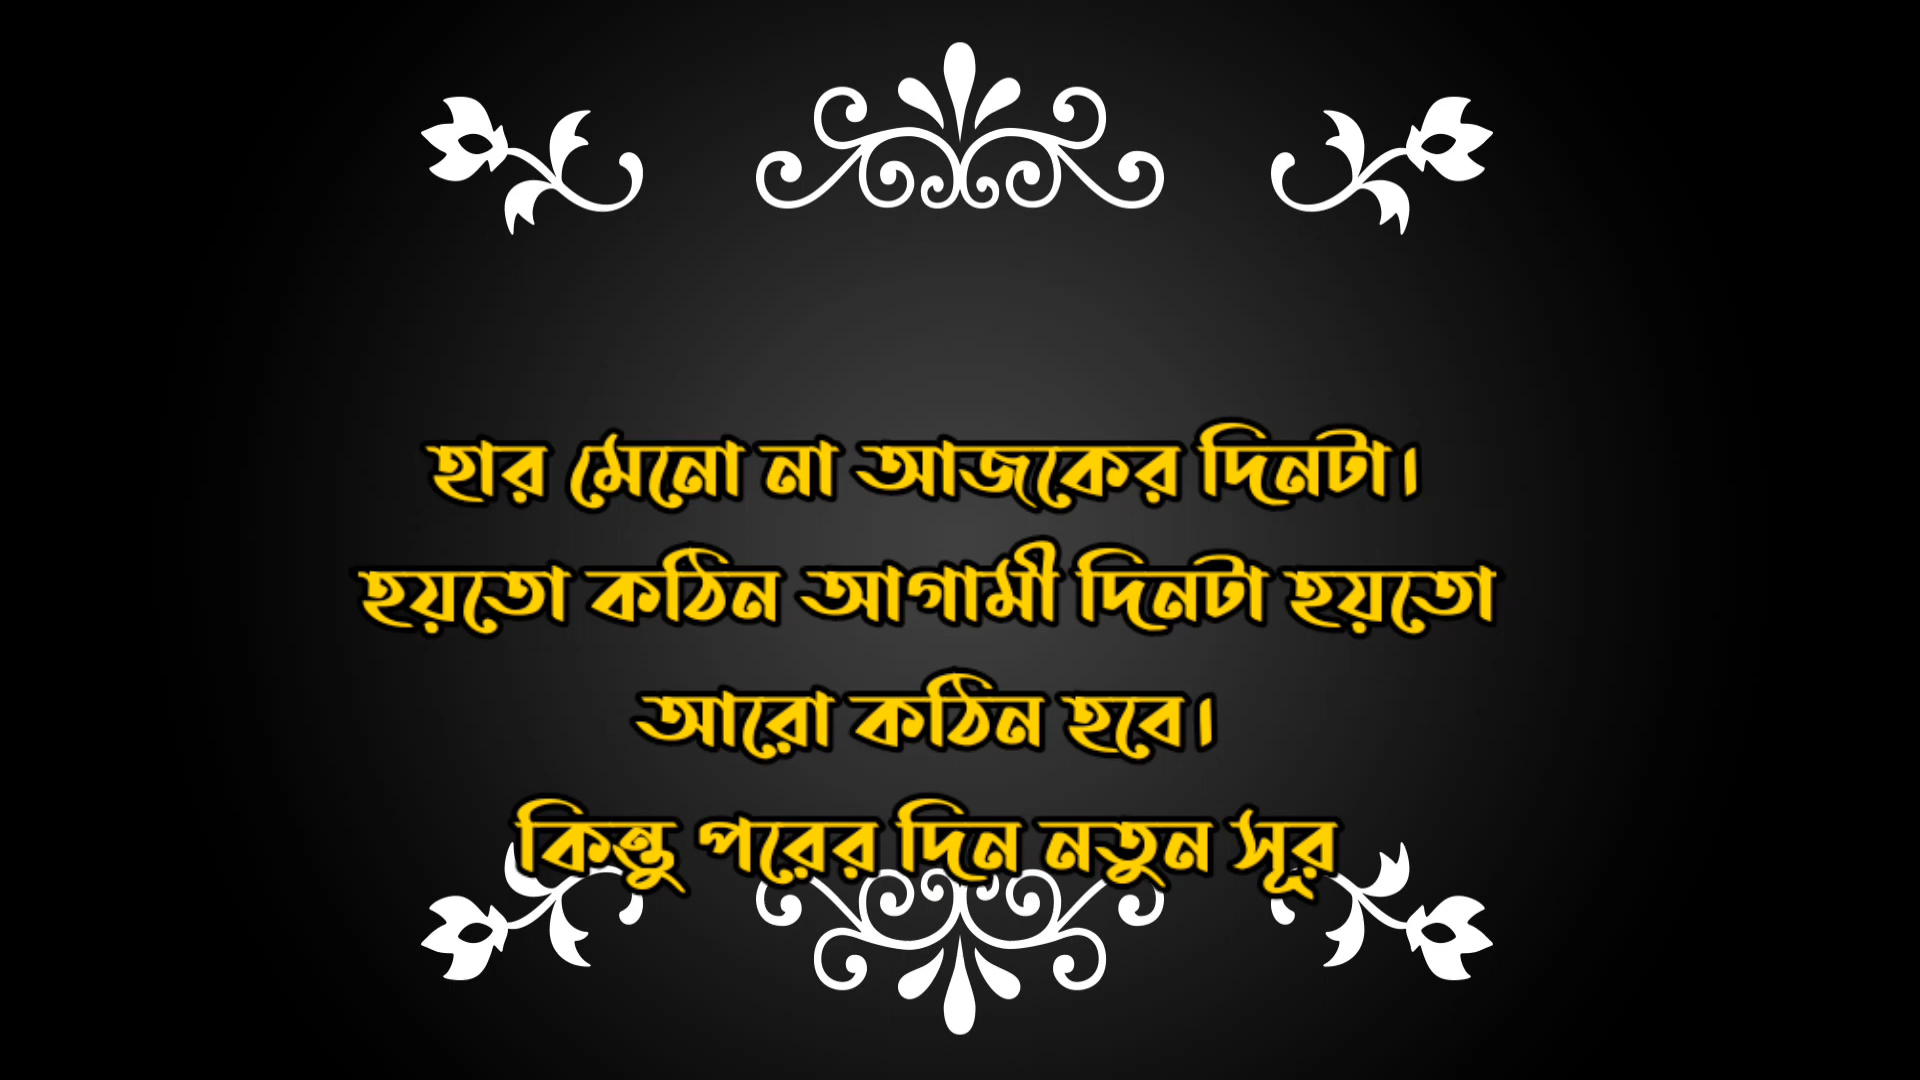 হার মেনো না আজকের দিনটা।
হয়তো কঠিন আগামী দিনটা হয়তো
আরো কঠিন হবে।
কিন্তু পরের দিন নতুন সূর